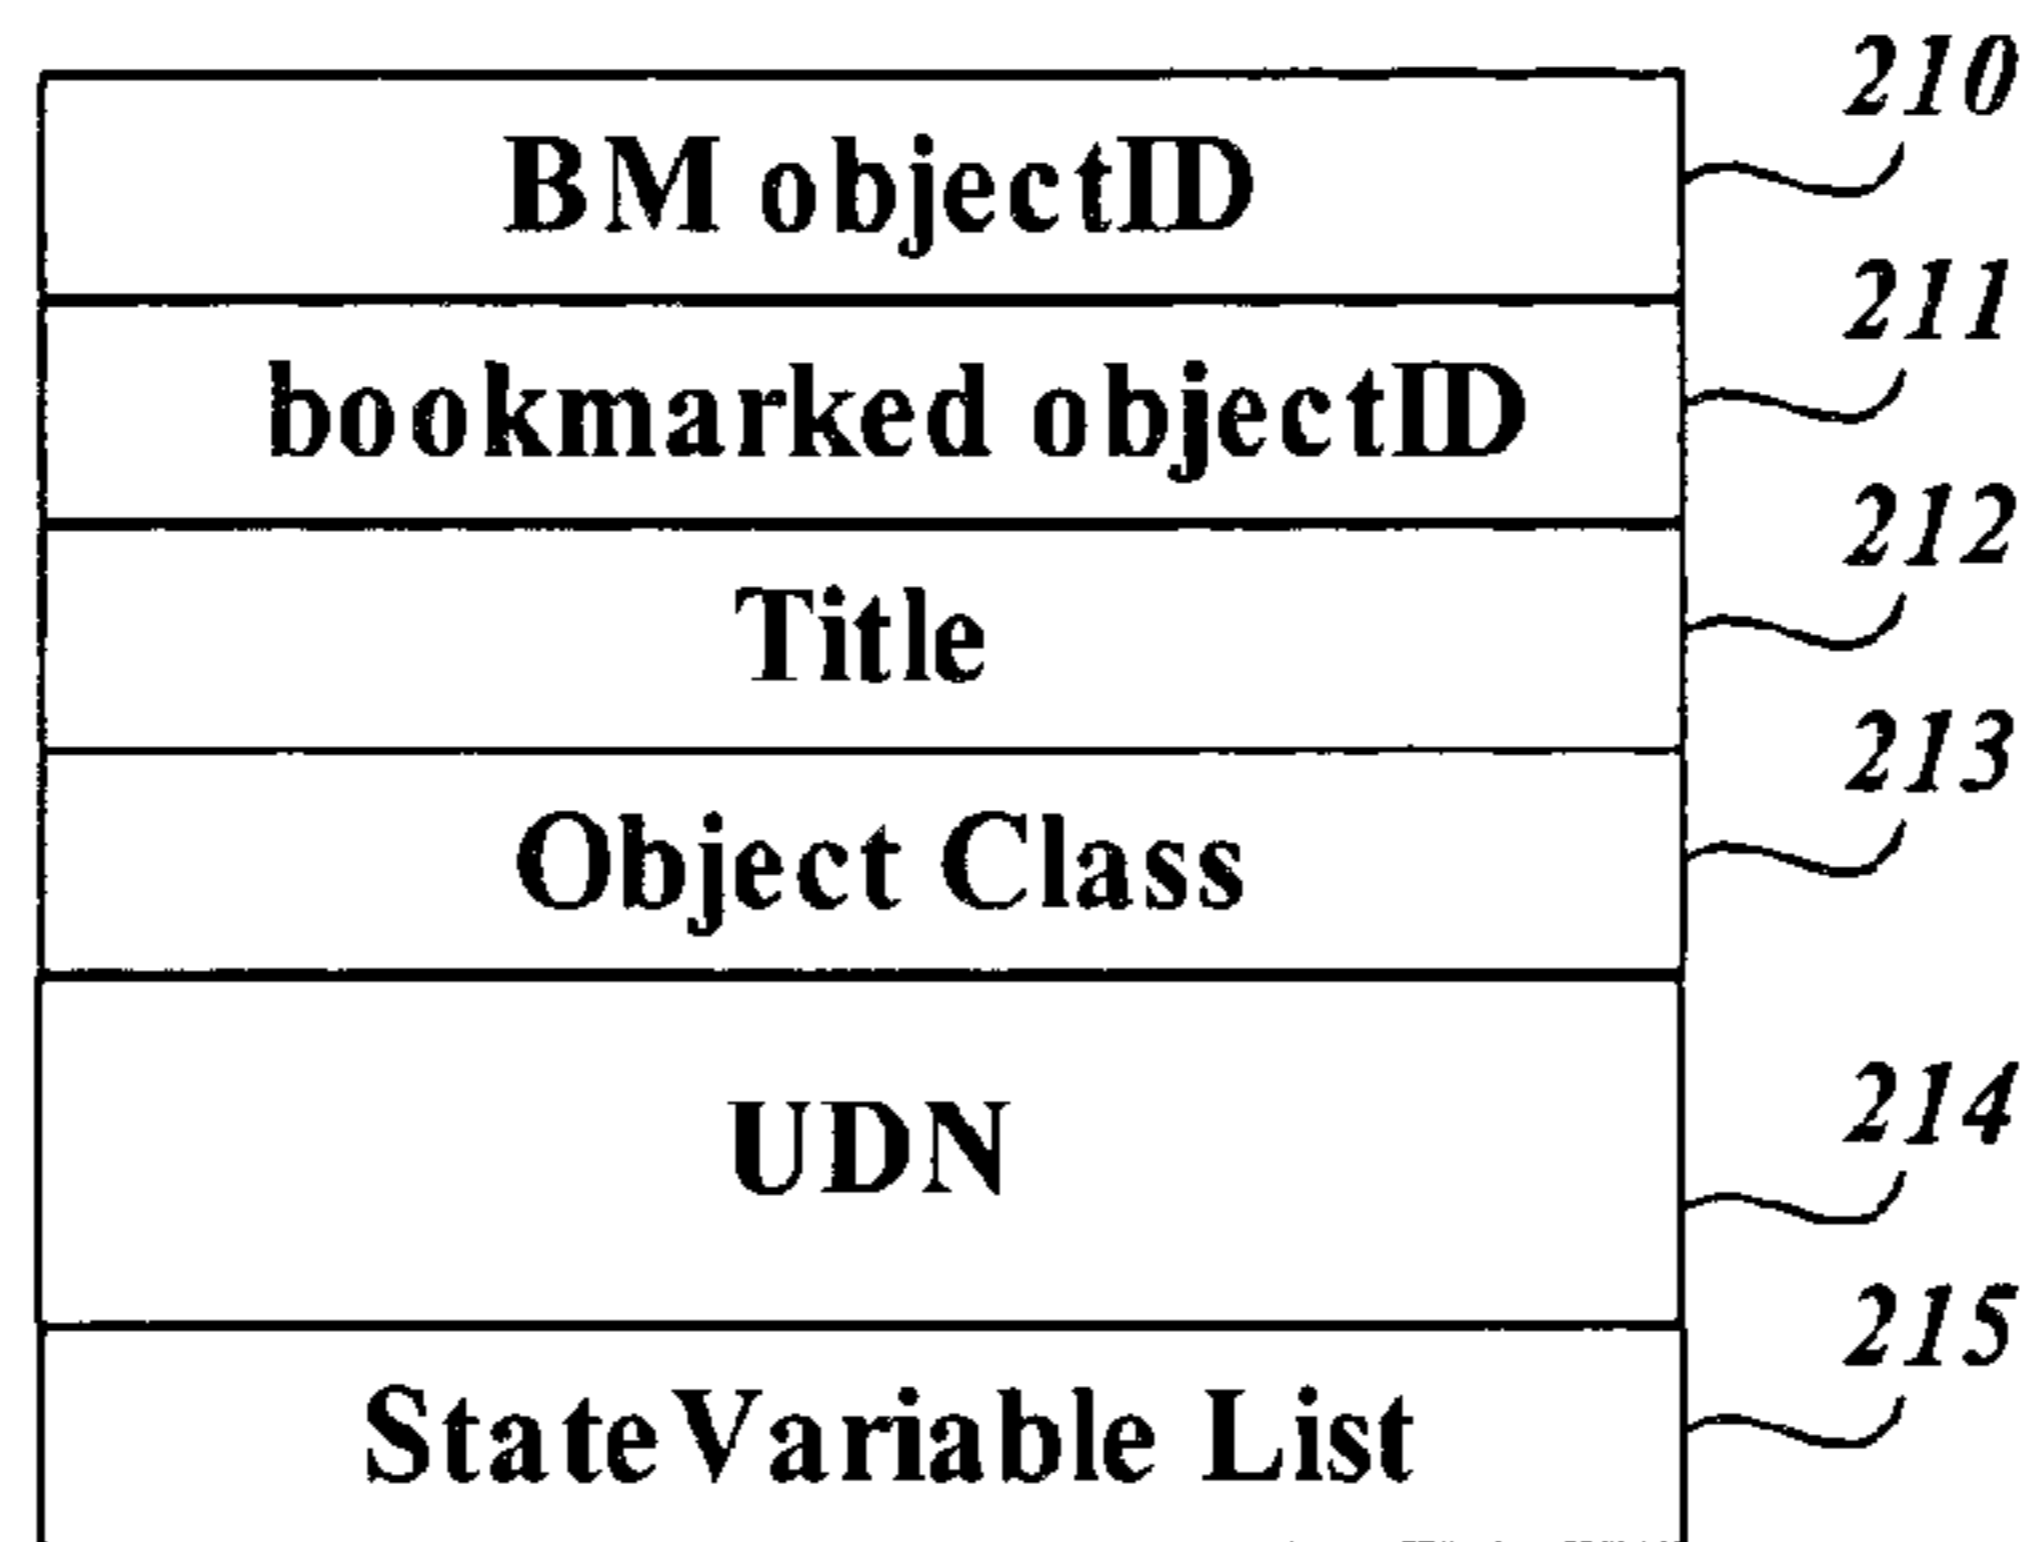 210
BM objectID
211
bookmarked objectID
212
Title
213
Object Class
214
UDN
215
StateVariable List